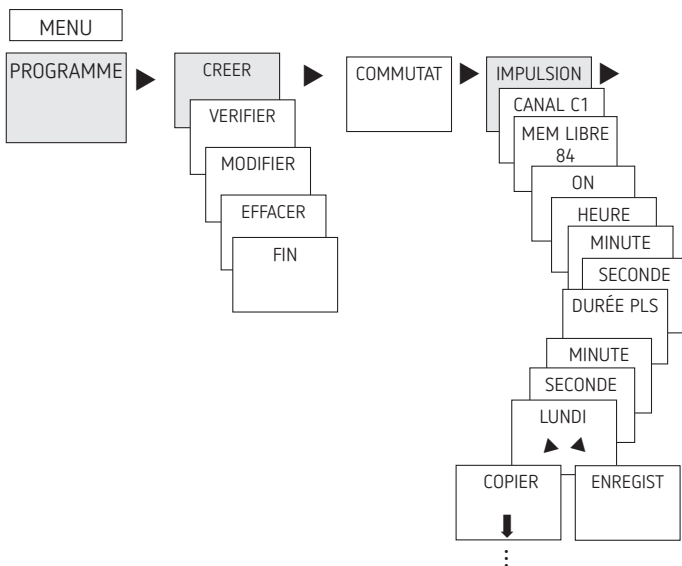 MENU
PROGRAMME
CREER
VERIFIER
MODIFIER
EFFACER
FIN
COMMUTAT
IMPULSION
CANAL C1
MEM LIBRE
84
ON
HEURE
MINUTE
SECONDE
DURÉE PLS
MINUTE
SECONDE
LUNDI
COPIER
ENREGIST